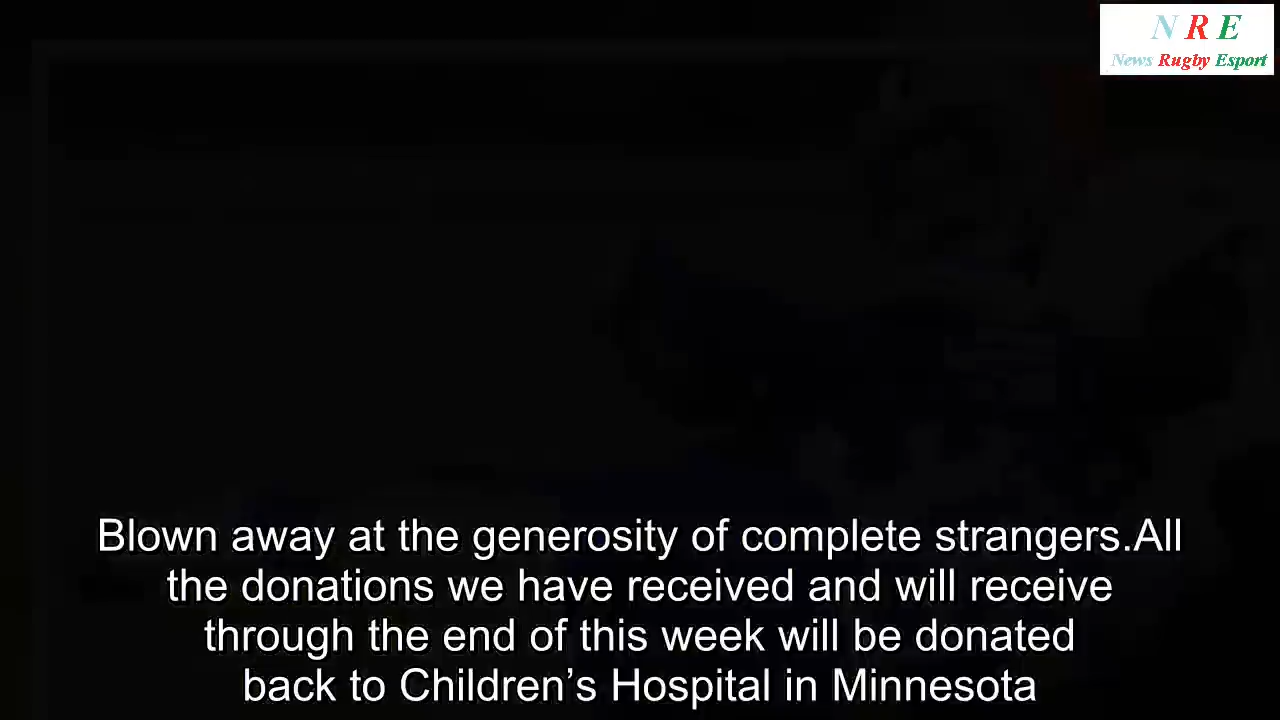 N R E
News Rugby Esport
Blown away at the generosity of complete strangers.All
the donations we have received and will receive
through the end of this week will be donated
back to Children’s Hospital in Minnesota